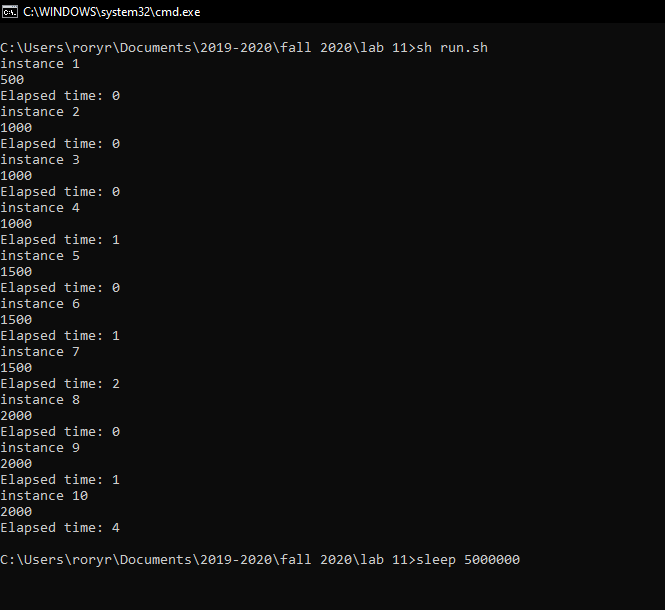 C:\WINDOWS\system32\cmd.exe
C:\Users\roryr\Documents\2019-2020\fall 2020\lab 11>sh run.sh
instance 1
500
Elapsed time: 0
instance 2
1000
Elapsed time: 0
instance 3
1000
Elapsed time: 0
instance 4
1000
Elapsed time: 1
instance 5
1500
Elapsed time: 0
instance 6
1500
Elapsed time: 1
instance 7
1500
Elapsed time: 2
instance 8
2000
Elapsed time: 0
instance 9
2000
Elapsed time: 1
instance 10
2000
Elapsed time: 4
C:\Users\roryr\Documents\2019-2020\fall 2020\lab 11>sleep 5000000